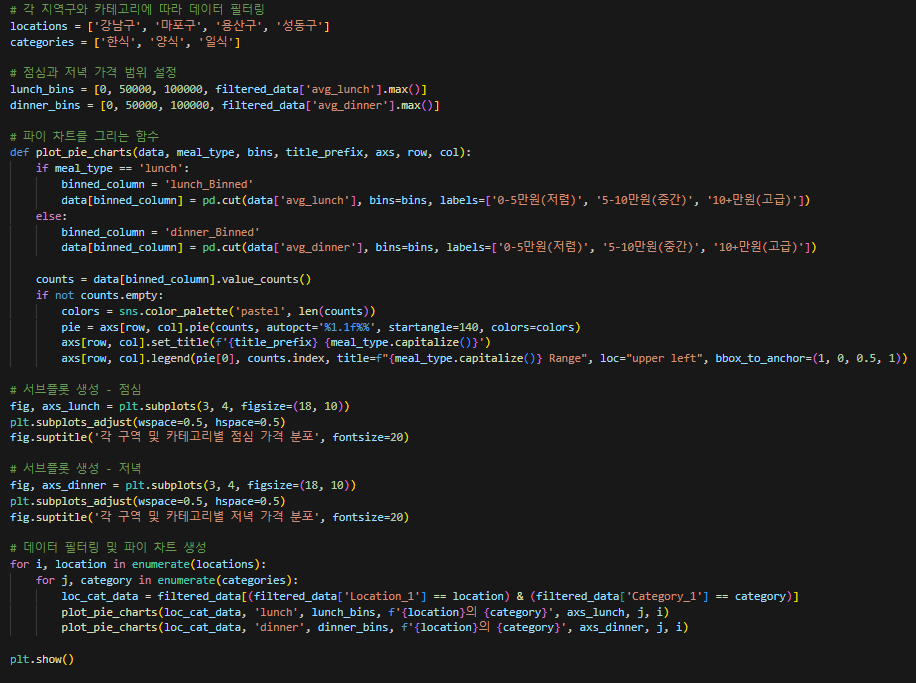 # 각 지역구와 카테고리에 따라 데이터 필터링
locations = ['강남구', '마포구', '용산구', '성동구']
categories = ['한식', '양식', '일식']
# 점심과 저녁 가격 범위 설정
lunch_bins = [0, 50000, 100000, filtered_data['avg_lunch'].max()]
dinner_bins = [0, 50000, 100000, filtered_data['avg_dinner'].max()]
# 파이 차트를 그리는 함수
def plot_pie_charts(data, meal_type, bins, title_prefix, axs, row, col):
    if meal_type == 'lunch':
        binned_column = 'lunch_Binned'
        data[binned_column] = pd.cut(data['avg_lunch'], bins=bins, labels=['0-5만원(저렴)', '5-10만원(중간)', '10+만원(고급)'])
    else:
        binned_column = 'dinner_Binned'
        data[binned_column] = pd.cut(data['avg_dinner'], bins=bins, labels=['0-5만원(저렴)', '5-10만원(중간)', '10+만원(고급)'])
    counts = data[binned_column].value_counts()
    if not counts.empty:
        colors = sns.color_palette('pastel', len(counts))
        pie = axs[row, col].pie(counts, autopct='%1.1f%%', startangle=140, colors=colors)
        axs[row, col].set_title(f'{title_prefix} {meal_type.capitalize()}')
        axs[row, col].legend(pie[0], counts.index, title=f"{meal_type.capitalize()} Range", loc="upper left", bbox_to_anchor=(1, 0, 0.5, 1))
# 서브플롯 생성 - 점심
fig, axs_lunch = plt.subplots(3, 4, figsize=(18, 10))
plt.subplots_adjust(wspace=0.5, hspace=0.5)
fig.suptitle('각 구역 및 카테고리별 점심 가격 분포', fontsize=20)
# 서브플롯 생성 - 저녁
fig, axs_dinner = plt.subplots(3, 4, figsize=(18, 10))
plt.subplots_adjust(wspace=0.5, hspace=0.5)
fig.suptitle('각 구역 및 카테고리별 저녁 가격 분포', fontsize=20)
# 데이터 필터링 및 파이 차트 생성
for i, location in enumerate(locations):
    for j, category in enumerate(categories):
        loc_cat_data = filtered_data[(filtered_data['Location_1'] == location) & (filtered_data['Category_1'] == category)]
        plot_pie_charts(loc_cat_data, 'lunch', lunch_bins, f'{location}의 {category}', axs_lunch, j, i)
        plot_pie_charts(loc_cat_data, 'dinner', dinner_bins, f'{location}의 {category}', axs_dinner, j, i)
plt.show()